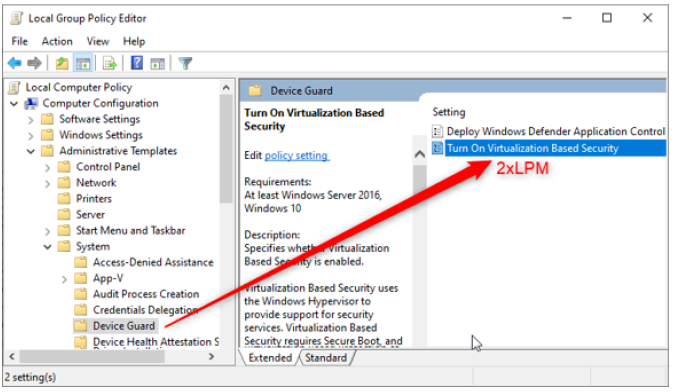 Local Group Policy Editor
File Action View Help
Local Computer Policy
Computer Configuration
Software Settings
Windows Settings
Administrative Templates
Control Panel
Network
Printers
Server
Start Menu and Taskbar
System
Access-Denied Assistance
App-V
Audit Process Creation
Credentials Delegation
Device Guard
Device Health Attestation S
Device Guard
Turn On Virtualization Based
Security
Edit policy setting
Requirements:
At least Windows Server 2016,
Windows 10
Description:
Specifies whether Virtualization
Based Security is enabled.
Virtualization Based Security uses
the Windows Hypervisor to
provide support for security
services. Virtualization Based
Security requires Secure Boot, and
Setting
Deploy Windows Defender Application Control
Turn On Virtualization Based Security
2xLPM
Extended Standard
2 setting(s)